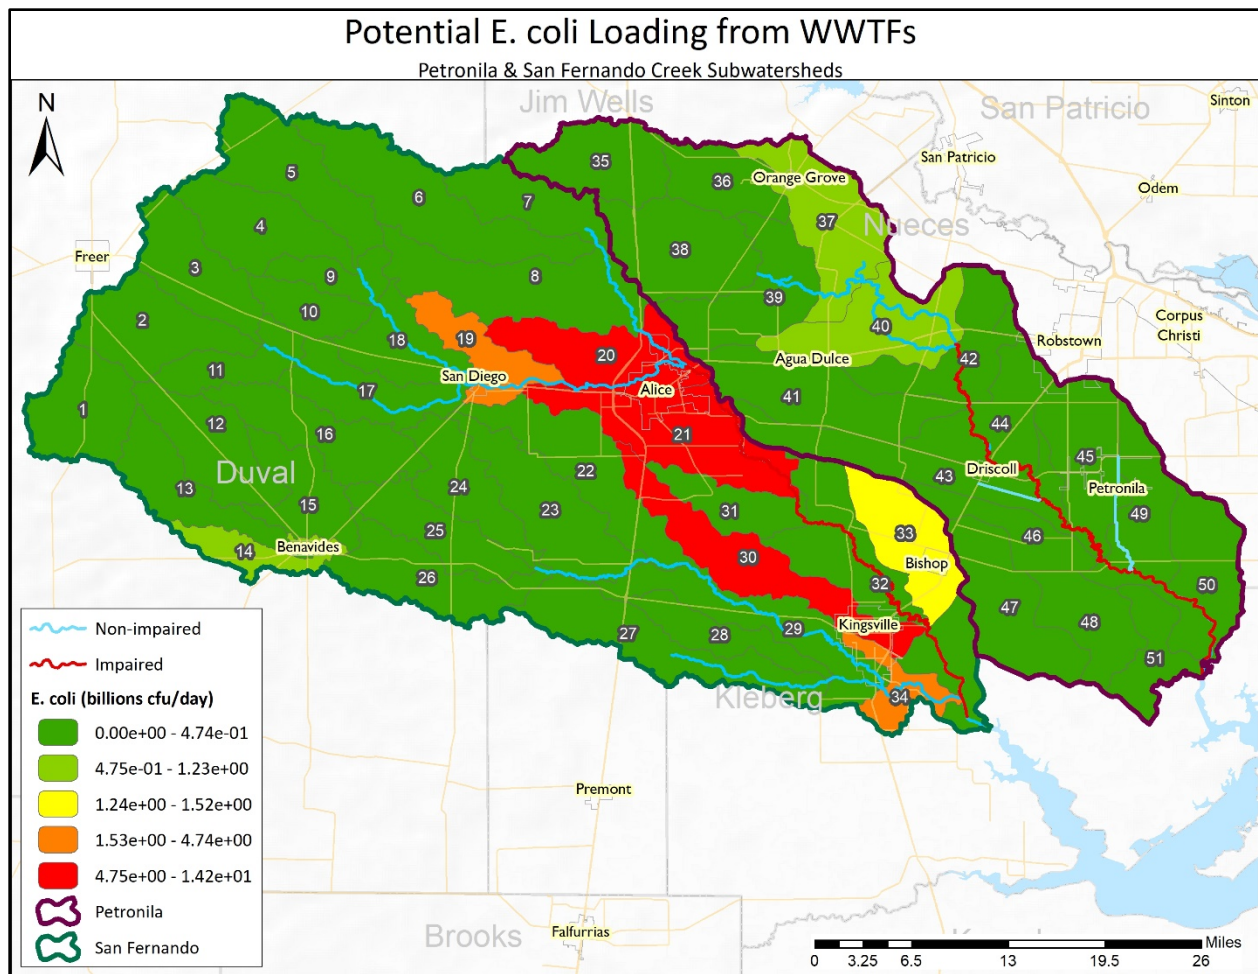 Potential E. coli Loading from WWTFs
Petronila & San Fernando Creek Subwatersheds
N
Jim Wells
San Patricio
Sinton
San Patricio
Odem
5
6
7
35
36
Orange Grove
37
Nueces
4
38
Freer
3
9
8
39
2
10
18
19
20
40
Corpus
Christi
Robstown
42
Agua Dulce
San Diego
Alice
11
17
41
1
12
16
21
44
Duval
45
13
24
22
43
Driscoll
Petronila
15
23
31
49
14
Benavides
25
33
46
30
Bishop
26
32
50
47
48
27
28
29
Kingsville
51
Kleberg
34
Non-impaired
Impaired
E. coli (billions cfu/day)
0.00e+00 - 4.74e-01
4.75e-01 - 1.23e+00
1.24e+00 - 1.52e+00
1.53e+00 - 4.74e+00
4.75e+00 - 1.42e+01
Petronila
San Fernando
Premont
Brooks
Falfurrias
Miles
0 3.25 6.5 13 19.5 26